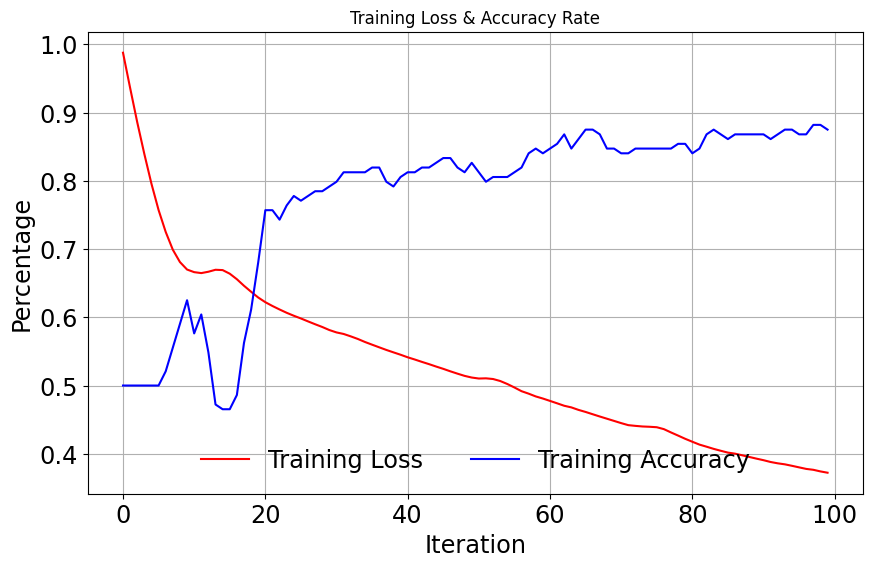 Training Loss & Accuracy Rate
Percentage
1.0
0.9
0.8
0.7
0.6
0.5
0.4
Training Loss Training Accuracy
0 20 40 60 80 100
Iteration